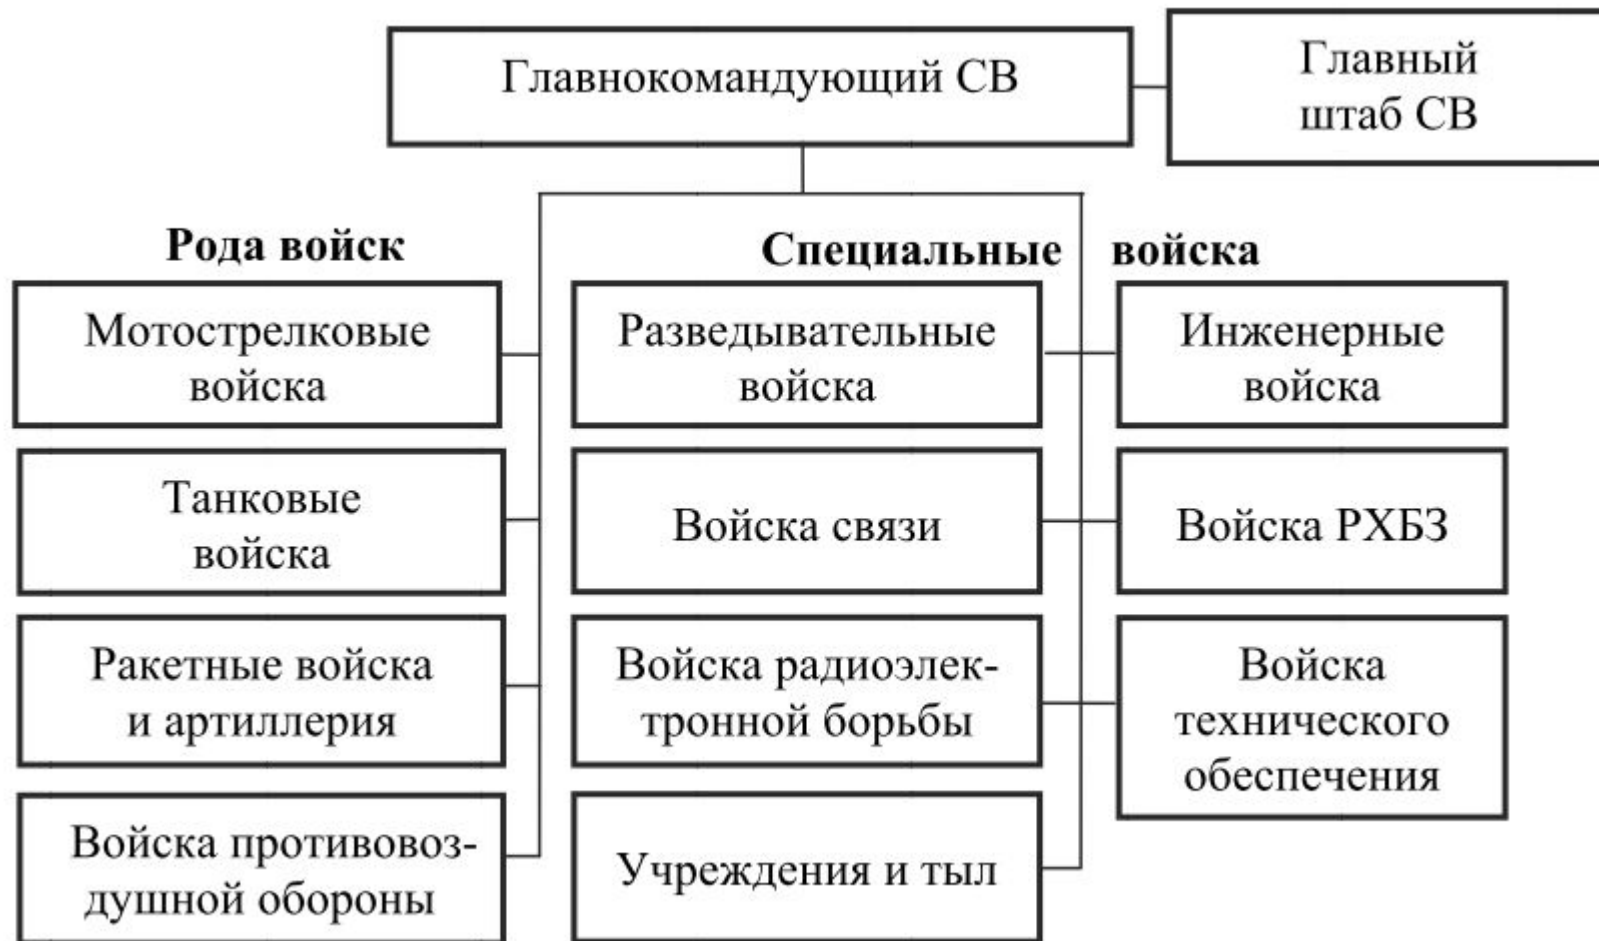 Главнокомандующий СВ
Главный
штаб СВ
Рода войск
Специальные войска
Мотострелковые
войска
Разведывательные
войска
Инженерные
войска
Танковые
войска
Войска связи
Войска РХБЗ
Ракетные войска
и артиллерия
Войска радиоэлек-
тронной борьбы
Войска
технического
обеспечения
Войска противовоз-
душной обороны
Учреждения и тыл